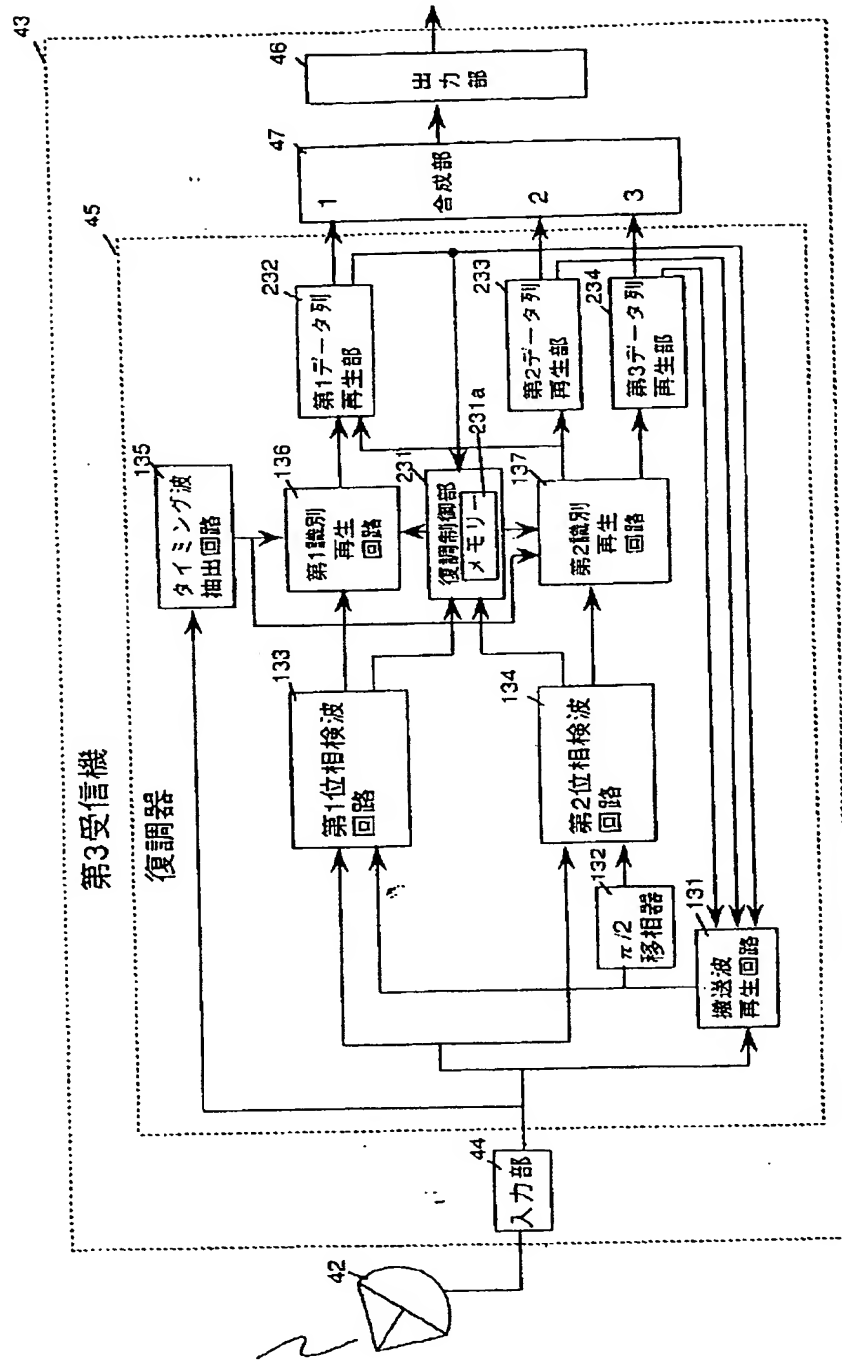 第3受信機
43
復調器
45
42
44
入力部
135
タイミング波
抽出回路
133
第1位相検波
回路
134
第2位相検波
回路
132
π/2
移相器
131
搬送波
再生回路
136
第1識別
再生
回路
231
復調制御部
231a
メモリー
137
第2識別
再生
回路
232
第1データ列
再生部
233
第2データ列
再生部
234
第3データ列
再生部
47
合成部
1
2
3
46
出力部